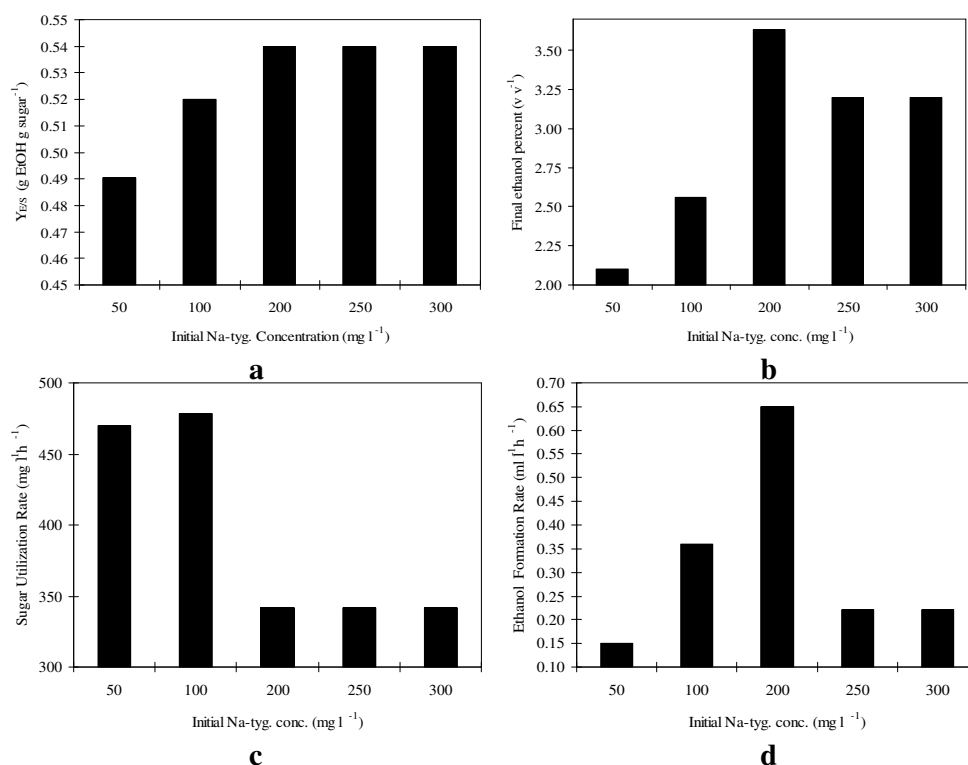 0.55
0.54
0.53
0.52
0.51
0.50
0.49
0.48
0.47
0.46
0.45
Y_E/S (g EtOH g sugar⁻¹)
50 100 200 250 300
Initial Na-tyg. Concentration (mg l⁻¹)
a
3.50
3.25
3.00
2.75
2.50
2.25
2.00
Final ethanol percent (v v⁻¹)
50 100 200 250 300
Initial Na-tyg. conc. (mg l⁻¹)
b
500
450
400
350
300
Sugar Utilization Rate (mg l⁻¹h⁻¹)
50 100 200 250 300
Initial Na-tyg. conc. (mg l⁻¹)
c
0.70
0.65
0.60
0.55
0.50
0.45
0.40
0.35
0.30
0.25
0.20
0.15
0.10
Ethanol Formation Rate (ml l⁻¹h⁻¹)
50 100 200 250 300
Initial Na-tyg. conc. (mg l⁻¹)
d